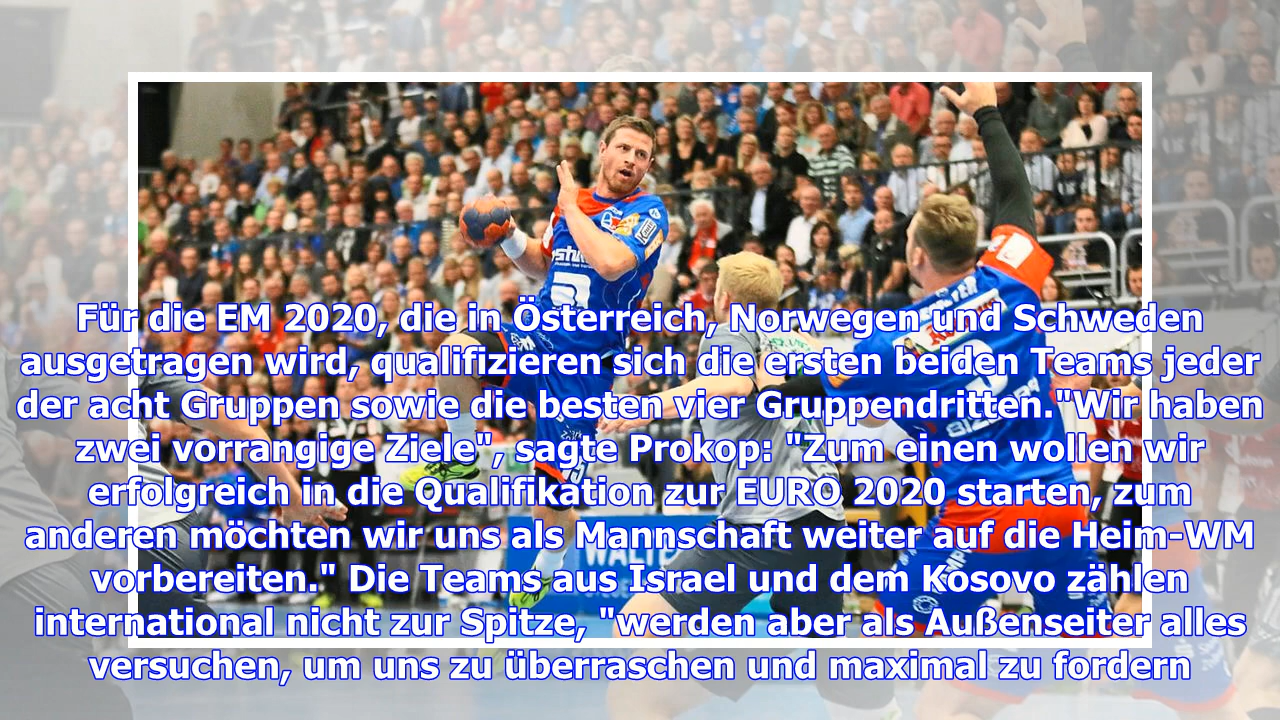 Für die EM 2020, die in Österreich, Norwegen und Schweden
ausgetragen wird, qualifizieren sich die ersten beiden Teams jeder
der acht Gruppen sowie die besten vier Gruppendritten."Wir haben
zwei vorrangige Ziele", sagte Prokop: "Zum einen wollen wir
erfolgreich in die Qualifikation zur EURO 2020 starten, zum
anderen möchten wir uns als Mannschaft weiter auf die Heim-WM
vorbereiten." Die Teams aus Israel und dem Kosovo zählen
international nicht zur Spitze, "werden aber als Außenseiter alles
versuchen, um uns zu überraschen und maximal zu fordern